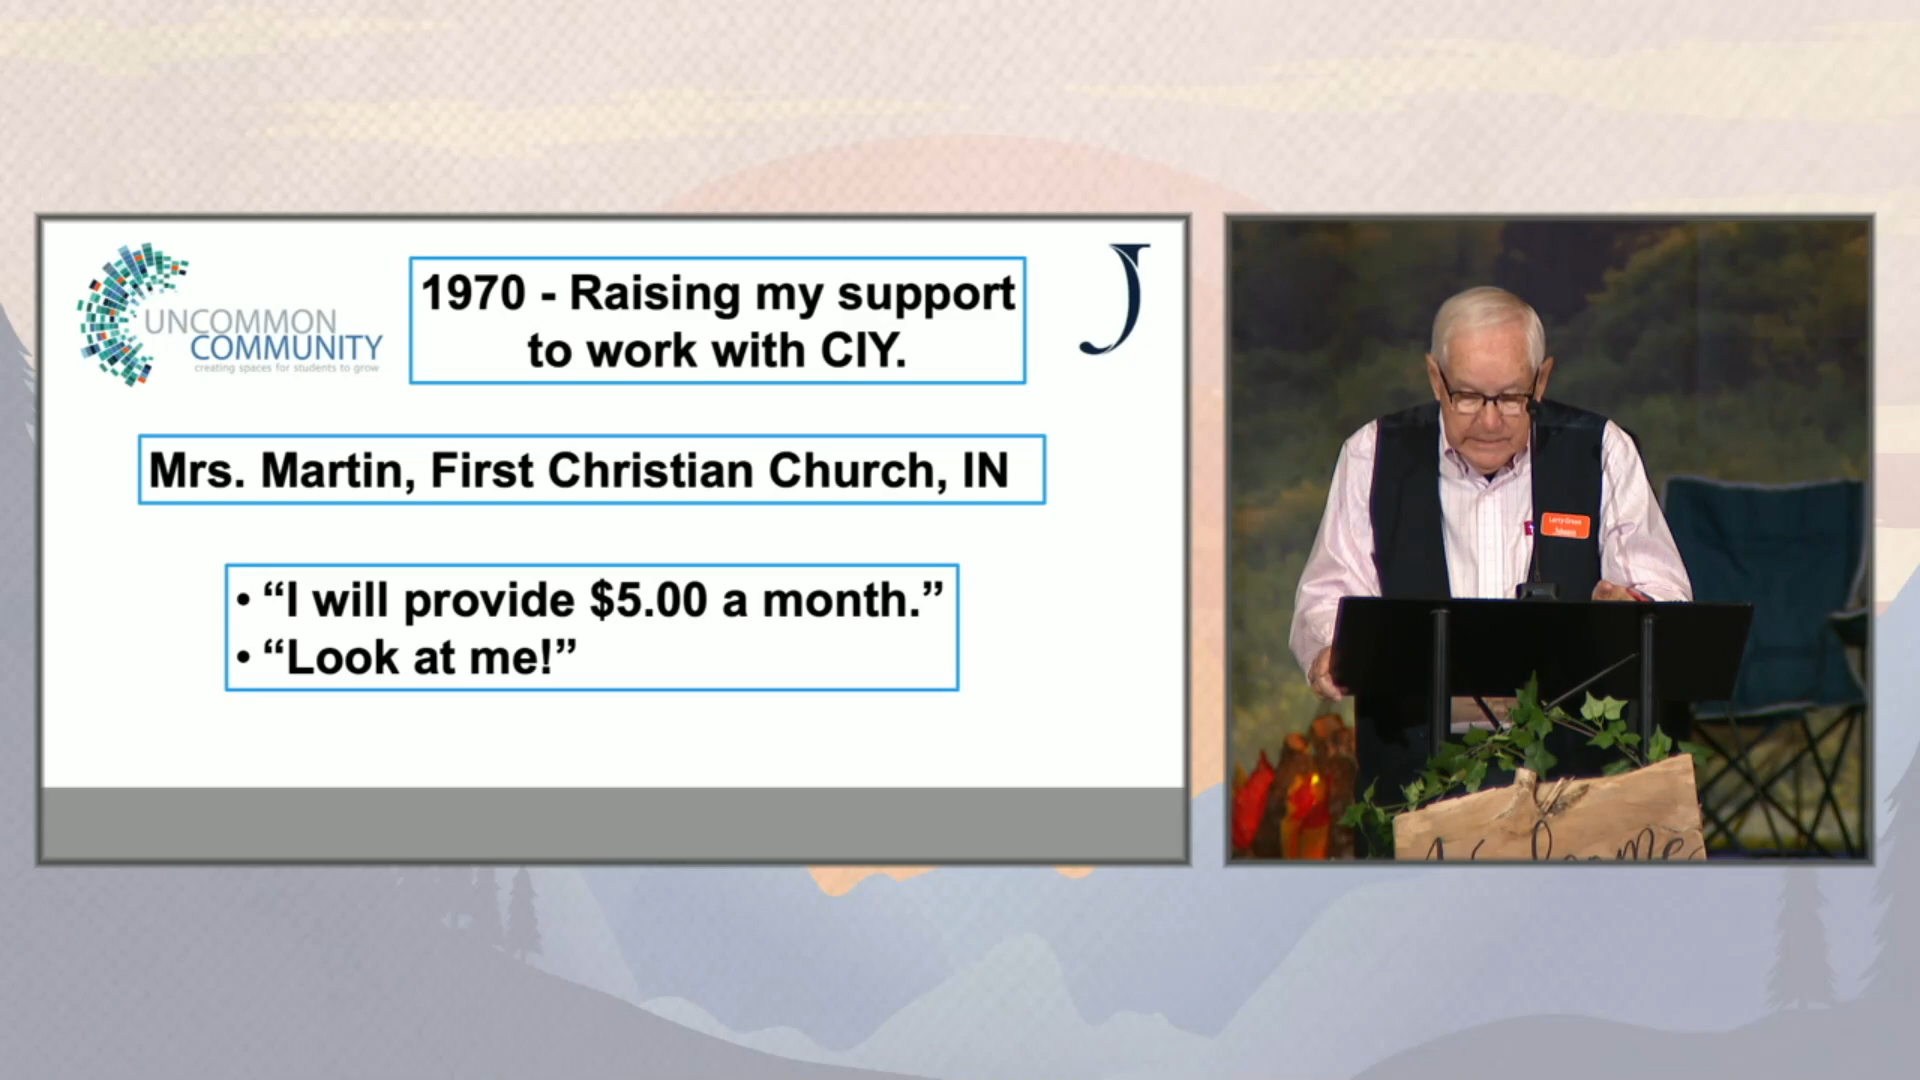 UNCOMMON
COMMUNITY
creating spaces for students to grow
1970 - Raising my support
to work with CIY.
J
Mrs. Martin, First Christian Church, IN
• “I will provide $5.00 a month.”
• “Look at me!”
Welcome